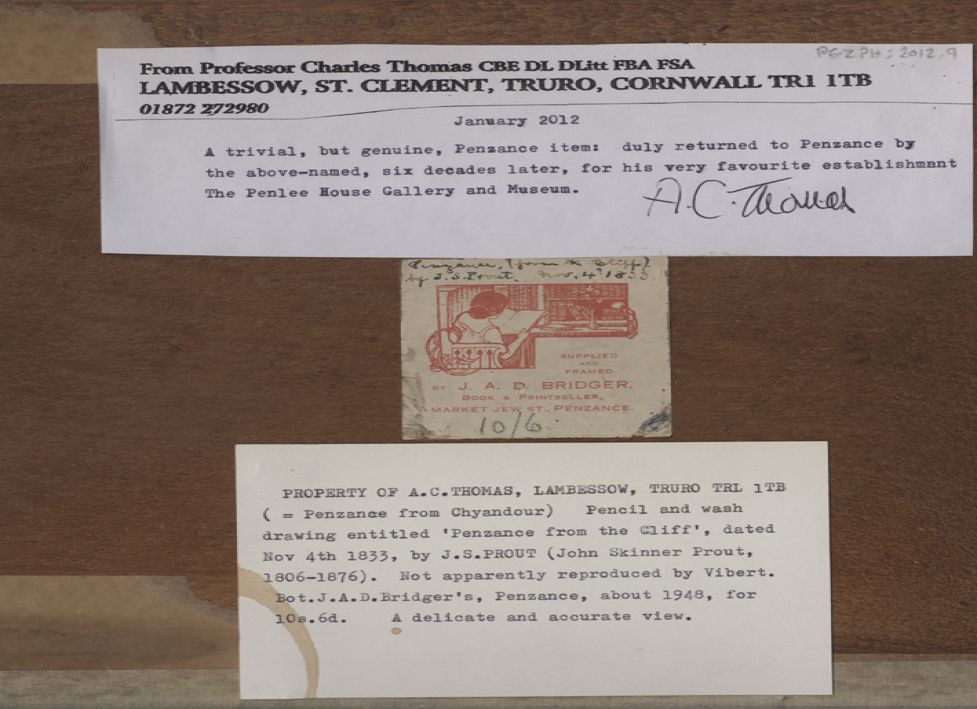 PEZPH : 2012.9
From Professor Charles Thomas CBE DL DLitt FBA FSA
LAMBESSOW, ST. CLEMENT, TRURO, CORNWALL TR1 1TB
01872 272980
January 2012
A trivial, but genuine, Penzance item: duly returned to Penzance by
the above-named, six decades later, for his very favourite establishment
The Penlee House Gallery and Museum.
A.C. Thomas
Penzance, (from the Cliff)
by J.S. Prout. Nov. 4th 1833
SUPPLIED
AND
FRAMED
BY J. A. D. BRIDGER,
BOOK & PRINTSELLER,
MARKET JEW ST., PENZANCE.
10/6
PROPERTY OF A.C.THOMAS, LAMBESSOW, TRURO TRL 1TB
( = Penzance from Chyandour) Pencil and wash
drawing entitled 'Penzance from the Cliff', dated
Nov 4th 1833, by J.S.PROUT (John Skinner Prout,
1806-1876). Not apparently reproduced by Vibert.
Bot.J.A.D.Bridger's, Penzance, about 1948, for
10s.6d. A delicate and accurate view.